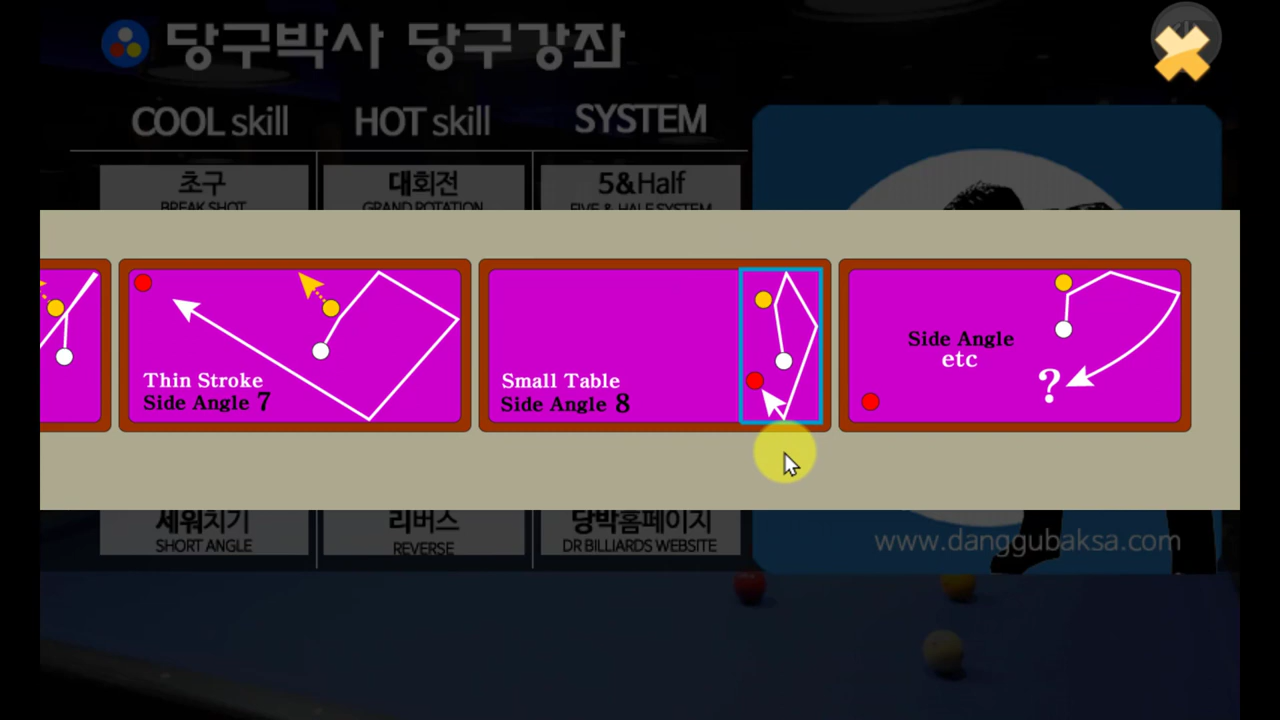 당구박사 당구강좌
COOL skill
HOT skill
SYSTEM
초구
BREAK SHOT
대회전
GRAND ROTATION
5&Half
FIVE & HALF SYSTEM
Thin Stroke
Side Angle 7
Small Table
Side Angle 8
Side Angle
etc
?
세워치기
SHORT ANGLE
리버스
REVERSE
당박홈페이지
DR BILLIARDS WEBSITE
www.danggubaksa.com